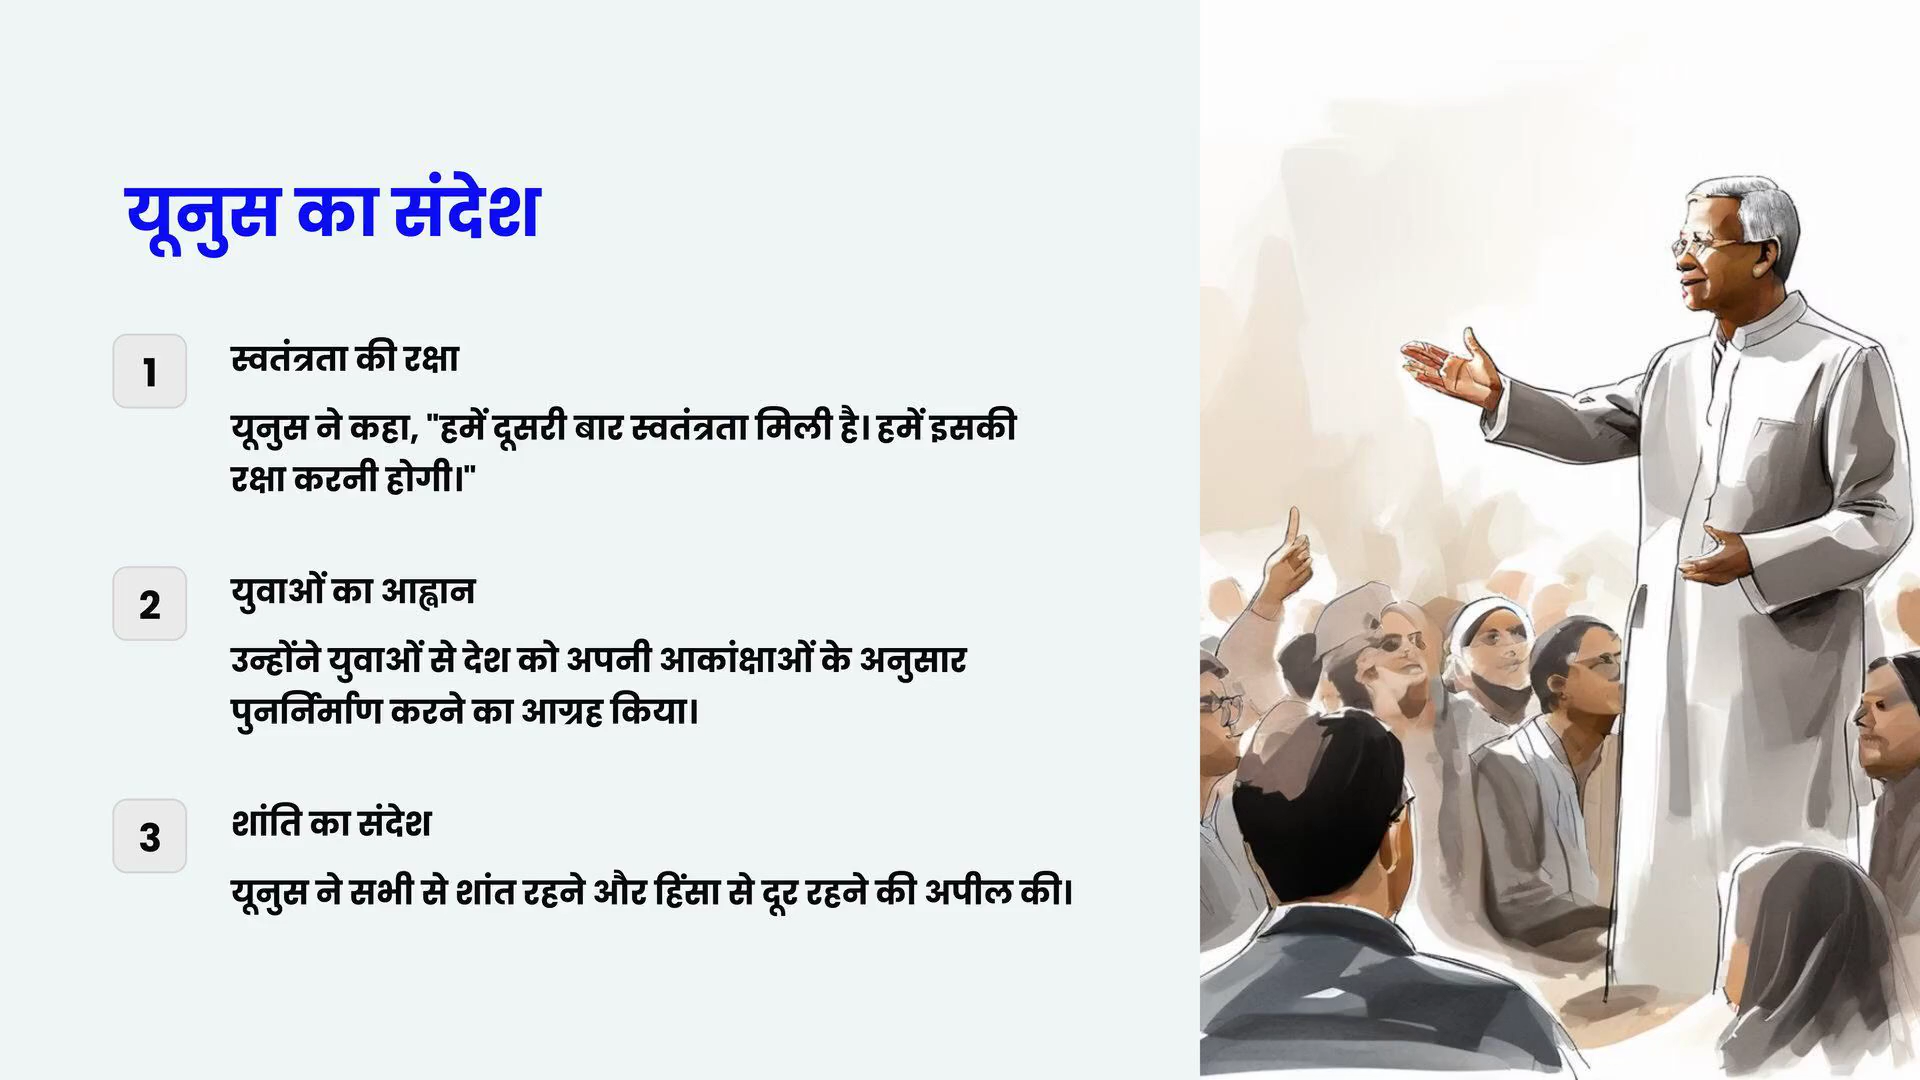 यूनुस का संदेश
1
स्वतंत्रता की रक्षा
यूनुस ने कहा, "हमें दूसरी बार स्वतंत्रता मिली है। हमें इसकी
रक्षा करनी होगी।"
2
युवाओं का आह्वान
उन्होंने युवाओं से देश को अपनी आकांक्षाओं के अनुसार
पुनर्निर्माण करने का आग्रह किया।
3
शांति का संदेश
यूनुस ने सभी से शांत रहने और हिंसा से दूर रहने की अपील की।